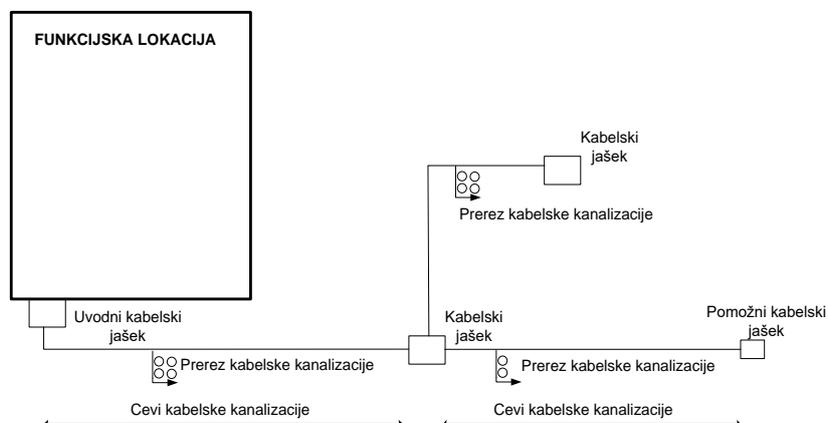 FUNKCIJSKA LOKACIJA
Kabelski
jašek
Prerez kabelske kanalizacije
Uvodni kabelski
jašek
Kabelski
jašek
Pomožni kabelski
jašek
Prerez kabelske kanalizacije
Prerez kabelske kanalizacije
Cevi kabelske kanalizacije
Cevi kabelske kanalizacije